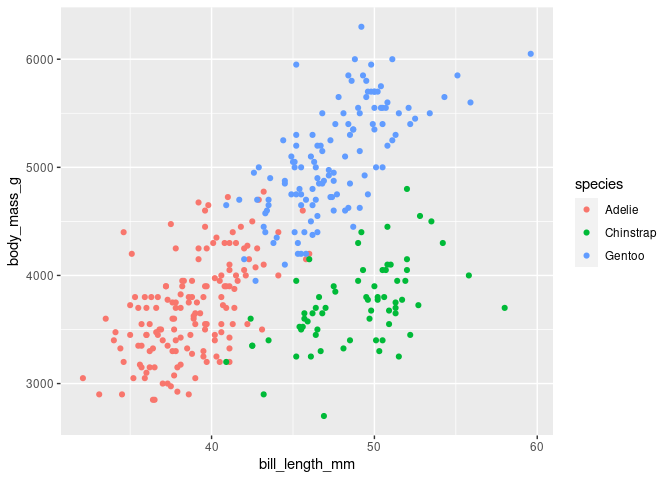 6000
5000
4000
3000
body_mass_g
40
50
60
bill_length_mm
species
Adelie
Chinstrap
Gentoo